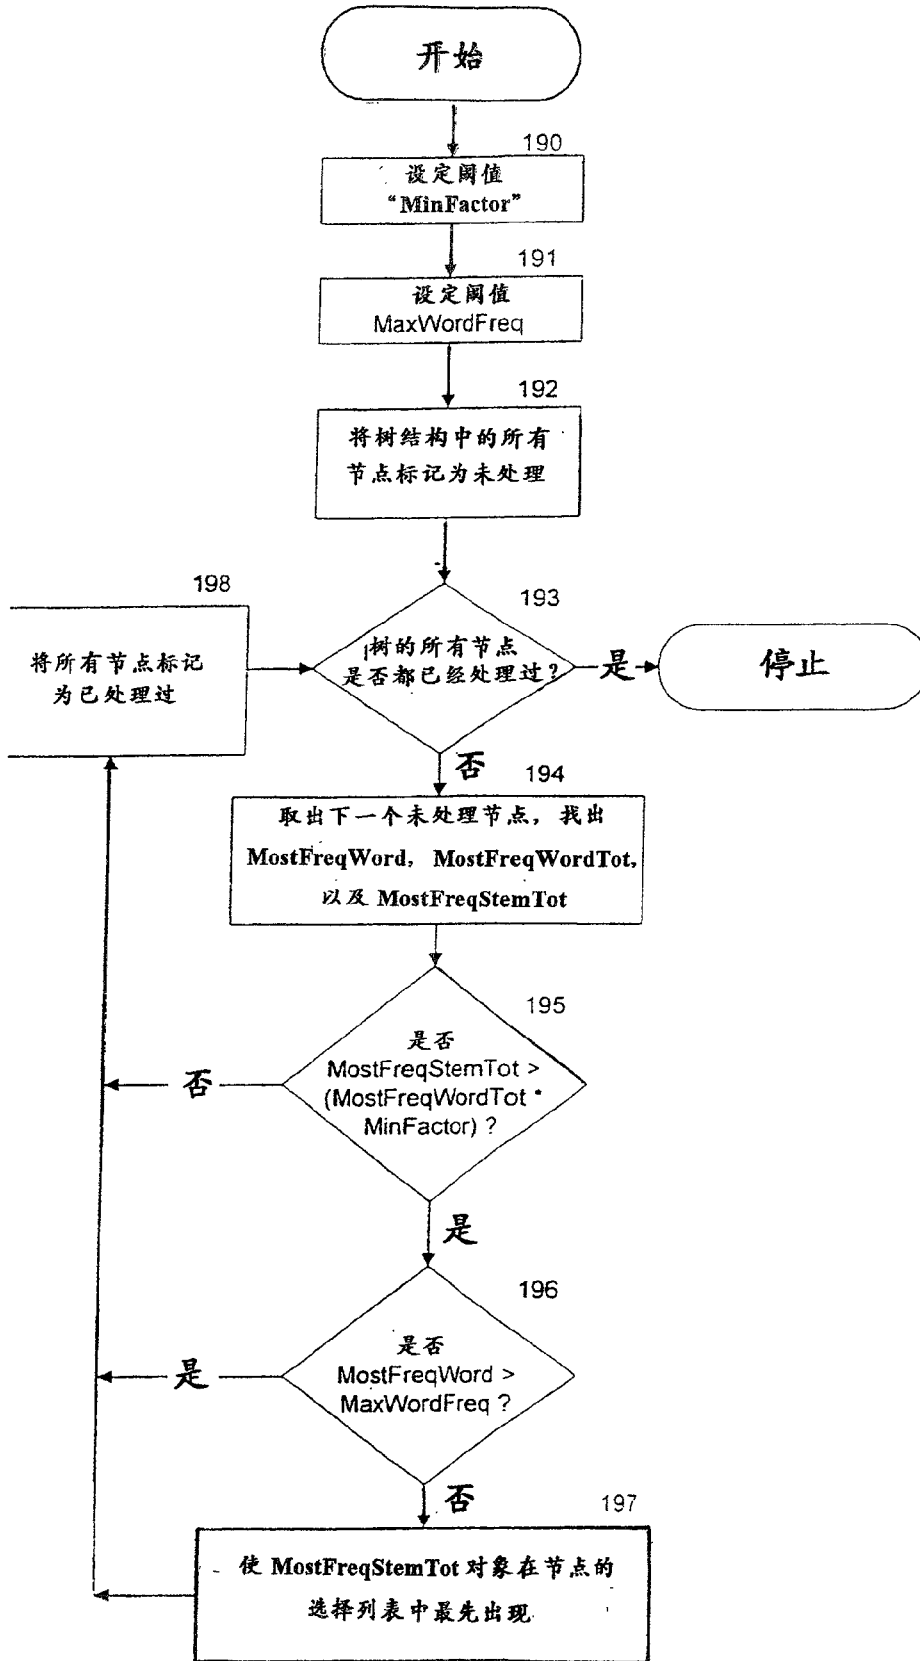 开始
190
设定阈值
“MinFactor”
191
设定阈值
MaxWordFreq
192
将树结构中的所有
节点标记为未处理
198
将所有节点标记
为已处理过
193
树的所有节点
是否都已经处理过？
是
停止
否
194
取出下一个未处理节点，找出
MostFreqWord，MostFreqWordTot，
以及 MostFreqStemTot
195
是否
MostFreqStemTot >
(MostFreqWordTot *
MinFactor)？
否
是
196
是否
MostFreqWord >
MaxWordFreq？
是
否
197
使 MostFreqStemTot 对象在节点的
选择列表中最先出现